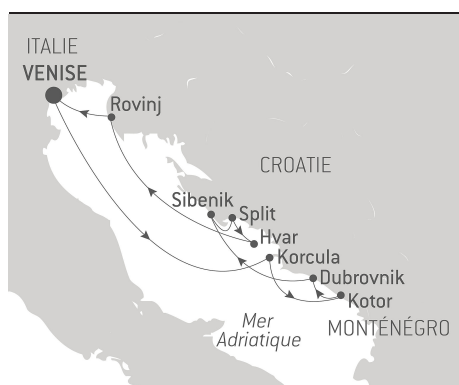 ITALIE
VENISE
Rovinj
CROATIE
Sibenik
Split
Hvar
Korcula
Dubrovnik
Kotor
MONTÉNÉGRO
Mer
Adriatique